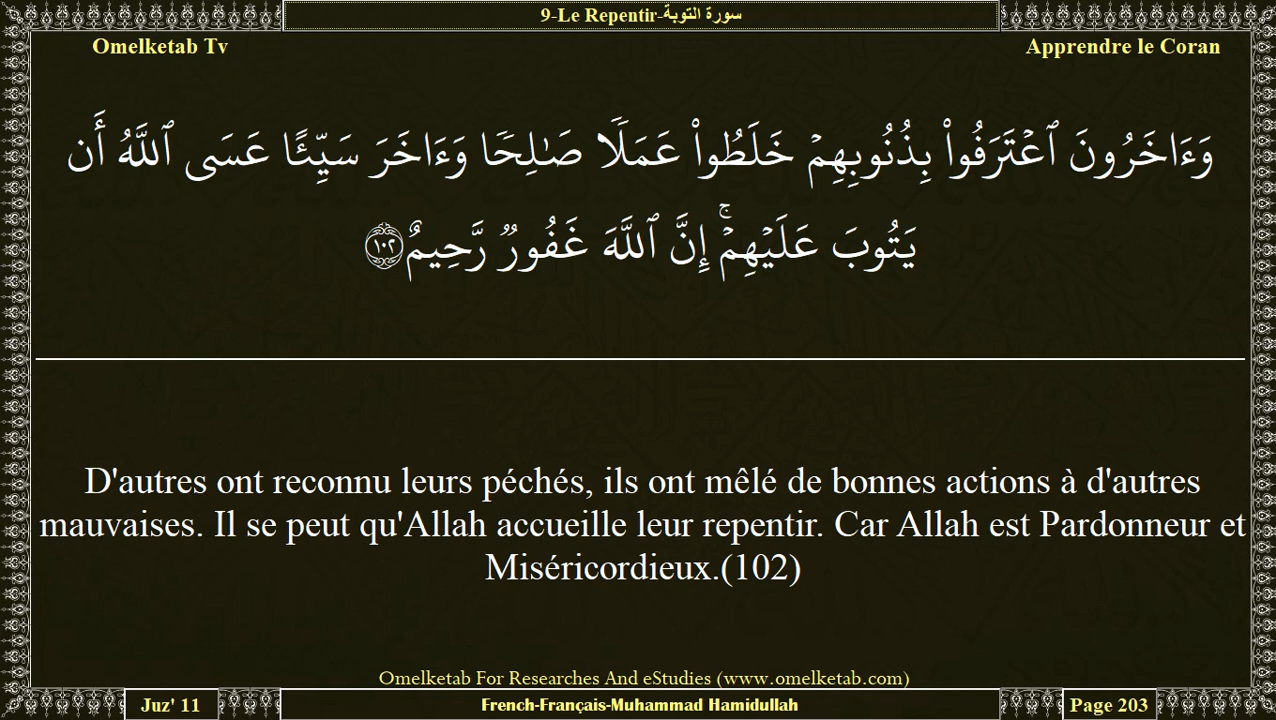 9-Le Repentir-سورة التوبة
Omelketab Tv
Apprendre le Coran
وَءَاخَرُونَ ٱعۡتَرَفُواْ بِذُنُوبِهِمۡ خَلَطُواْ عَمَلٗا صَٰلِحٗا وَءَاخَرَ سَيِّئًا عَسَى ٱللَّهُ أَن
يَتُوبَ عَلَيۡهِمۡۚ إِنَّ ٱللَّهَ غَفُورٞ رَّحِيمٌ ١٠٢
D'autres ont reconnu leurs péchés, ils ont mêlé de bonnes actions à d'autres
mauvaises. Il se peut qu'Allah accueille leur repentir. Car Allah est Pardonneur et
Miséricordieux.(102)
Omelketab For Researches And eStudies (www.omelketab.com)
Juz' 11
French-Français-Muhammad Hamidullah
Page 203